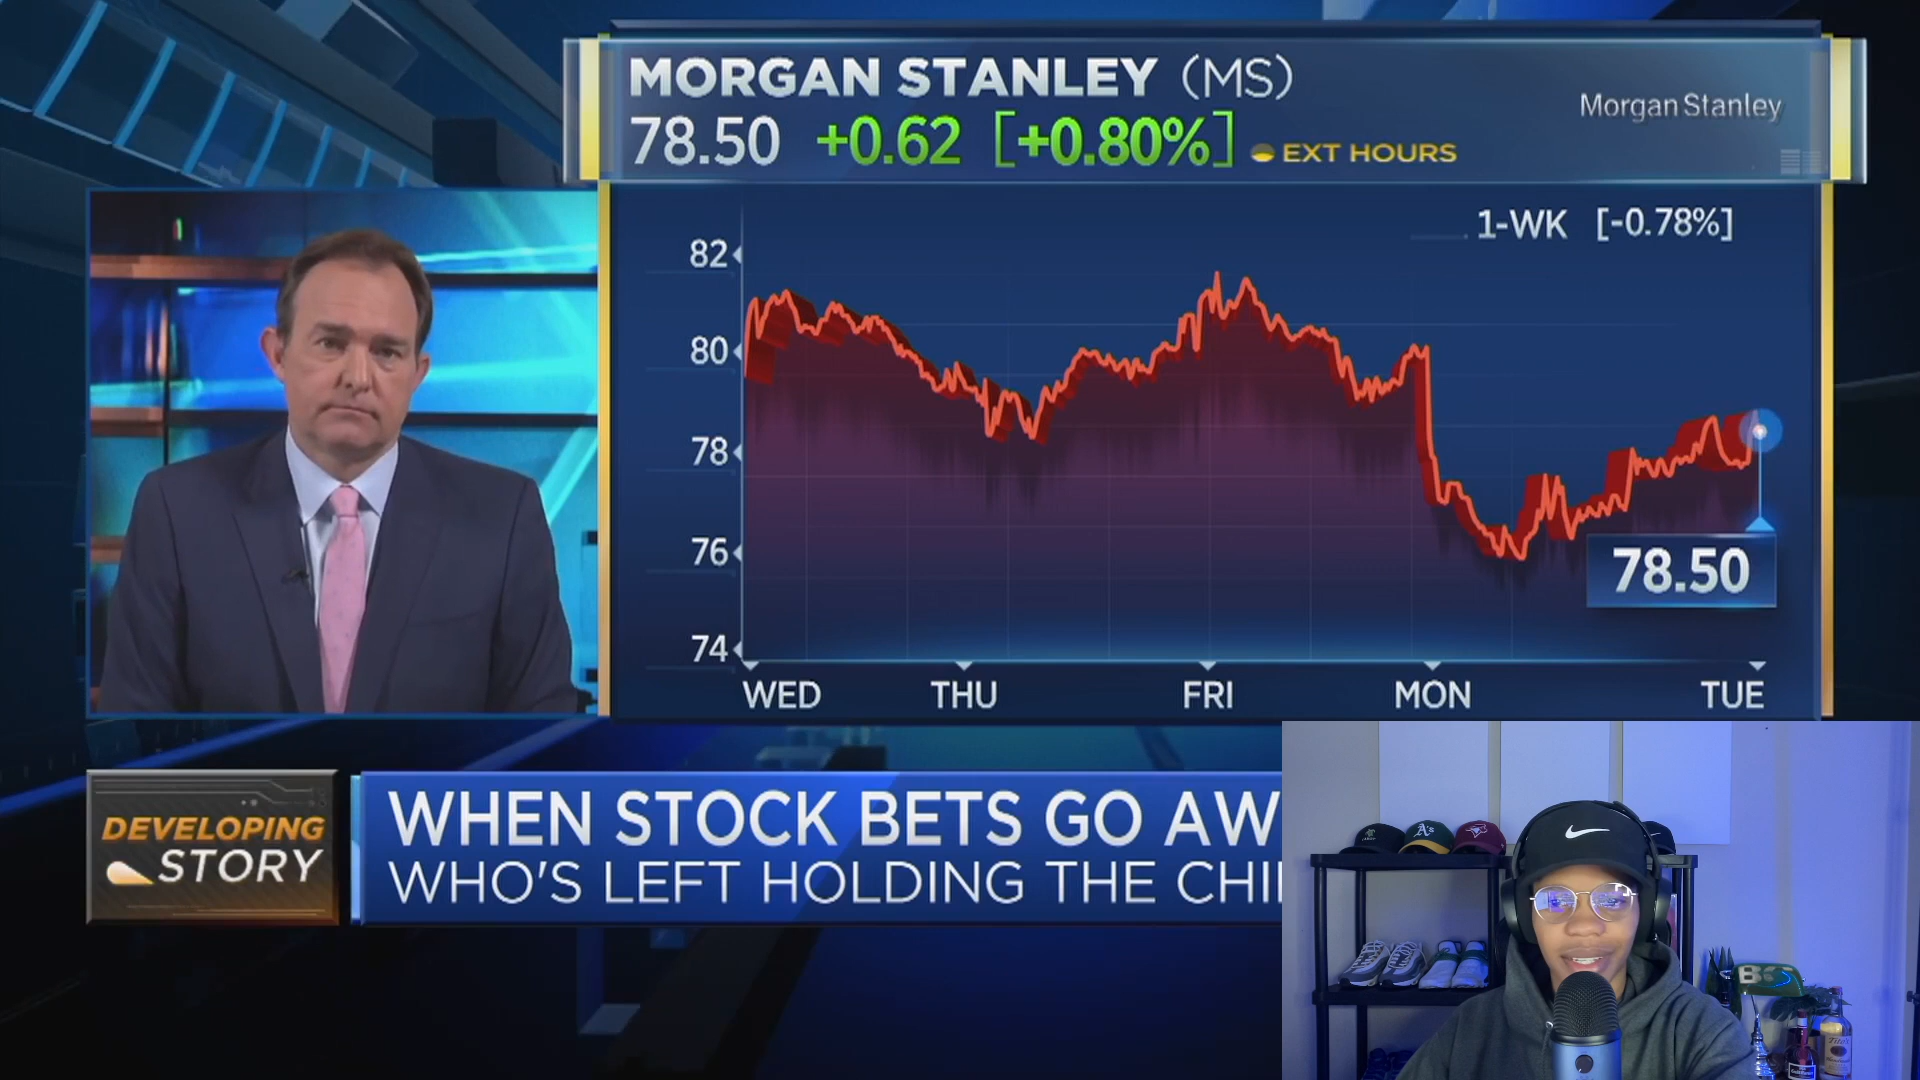 MORGAN STANLEY (MS)
78.50 +0.62 [+0.80%] EXT HOURS
Morgan Stanley
1-WK [-0.78%]
82
80
78
76
74
78.50
WED THU FRI MON TUE
DEVELOPING
STORY
WHEN STOCK BETS GO AW
WHO'S LEFT HOLDING THE CHI
A's
BC